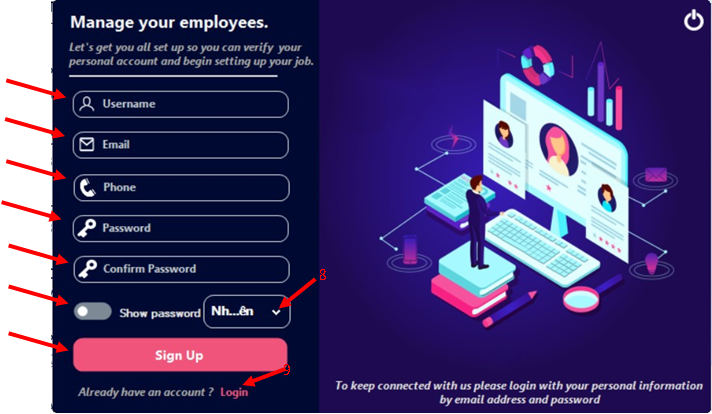 Manage your employees.
Let's get you all set up so you can verify your
personal account and begin setting up your job.
Username
Email
Phone
Password
Confirm Password
Show password
Nh...ên
8
Sign Up
9
Already have an account ? Login
To keep connected with us please login with your personal information
by email address and password